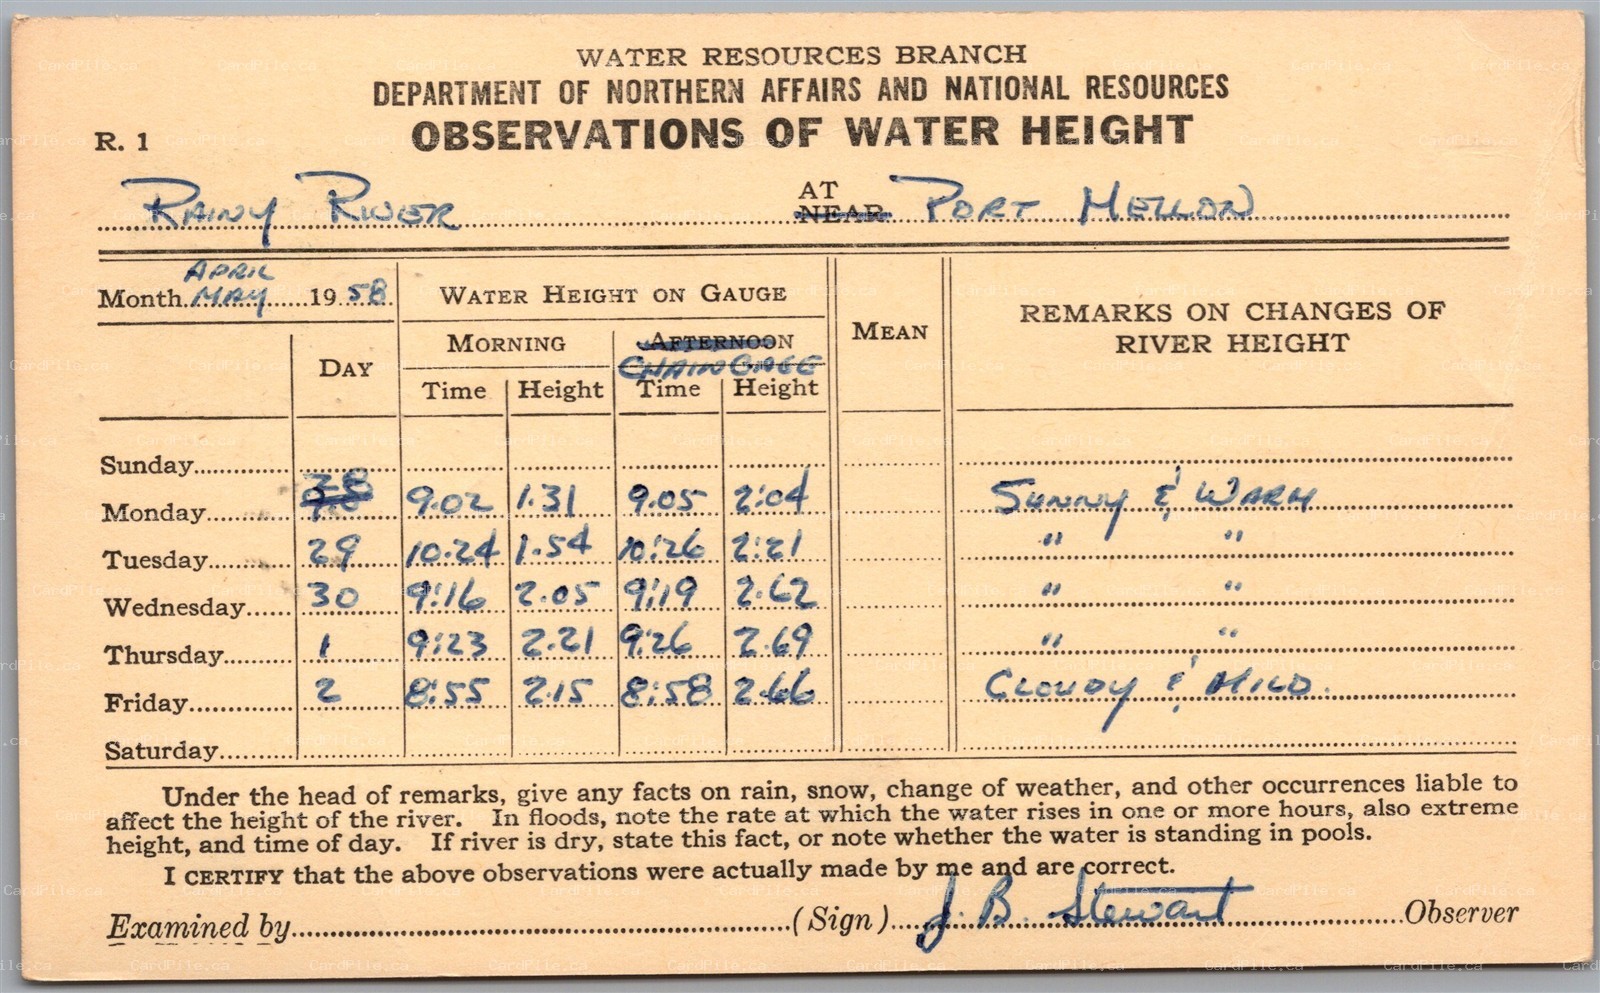 WATER RESOURCES BRANCH
DEPARTMENT OF NORTHERN AFFAIRS AND NATIONAL RESOURCES
R. 1 OBSERVATIONS OF WATER HEIGHT
RAINY RIVER AT NEAR PORT MELLON
APRIL
Month MAY 1958 WATER HEIGHT ON GAUGE MEAN REMARKS ON CHANGES OF RIVER HEIGHT
DAY MORNING AFTERNOON
CHAIN GAGE
Time Height Time Height
Sunday
Monday 28 9.02 1.31 9.05 2:04 SUNNY & WARM
Tuesday 29 10.24 1.54 10:26 2:21 " "
Wednesday 30 9:16 2.05 9:19 2.62 " "
Thursday 1 9:23 2.21 9:26 2.69 " "
Friday 2 8:55 2.15 8:58 2.66 CLOUDY & MILD.
Saturday
Under the head of remarks, give any facts on rain, snow, change of weather, and other occurrences liable to
affect the height of the river. In floods, note the rate at which the water rises in one or more hours, also extreme
height, and time of day. If river is dry, state this fact, or note whether the water is standing in pools.
I CERTIFY that the above observations were actually made by me and are correct.
Examined by (Sign) J. B. Stewart Observer
CardPile.ca